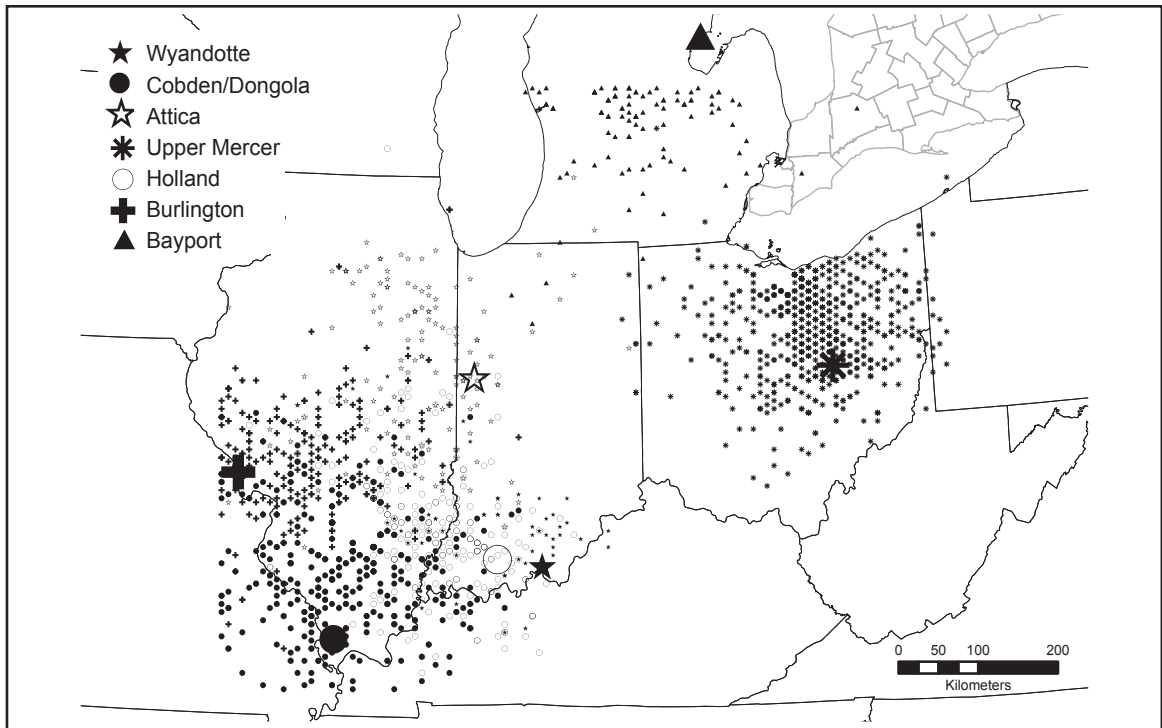 Wyandotte
Cobden/Dongola
Attica
Upper Mercer
Holland
Burlington
Bayport
0 50 100 200
Kilometers